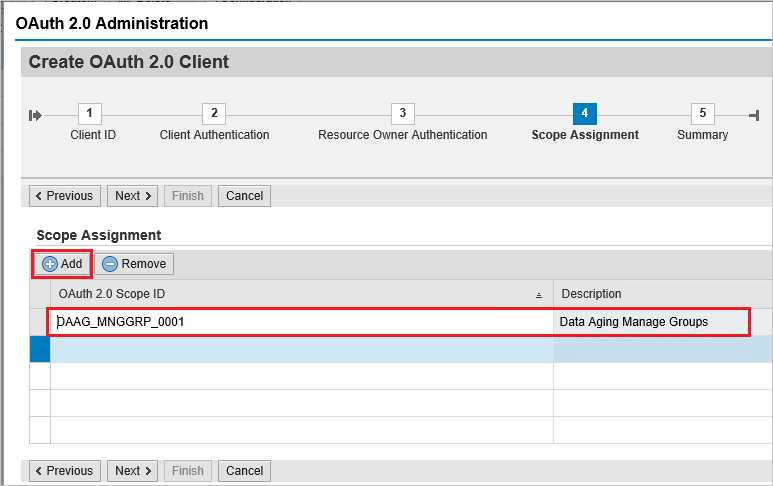 OAuth 2.0 Administration
Create OAuth 2.0 Client
1 2 3 4 5
Client ID Client Authentication Resource Owner Authentication Scope Assignment Summary
Previous Next Finish Cancel
Scope Assignment
Add Remove
OAuth 2.0 Scope ID Description
DAAG_MNGGRP_0001 Data Aging Manage Groups
Previous Next Finish Cancel